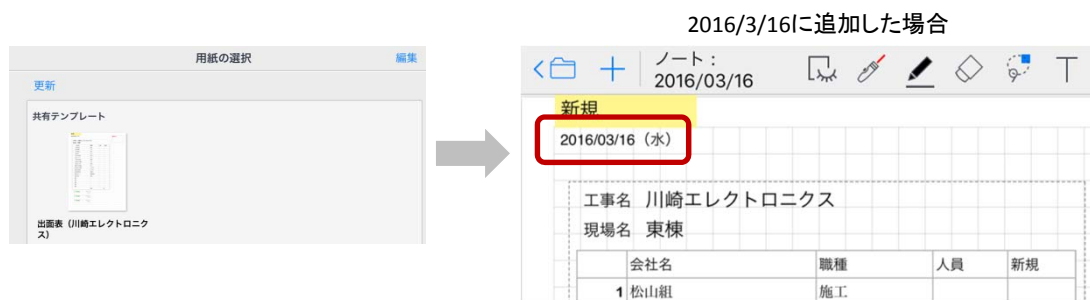 2016/3/16に追加した場合
用紙の選択
編集
更新
共有テンプレート
出面表（川崎エレクトロニク
ス）
ノート：
2016/03/16
T
新規
2016/03/16（水）
工事名 川崎エレクトロニクス
現場名 東棟
会社名 職種 人員 新規
1 松山組 施工